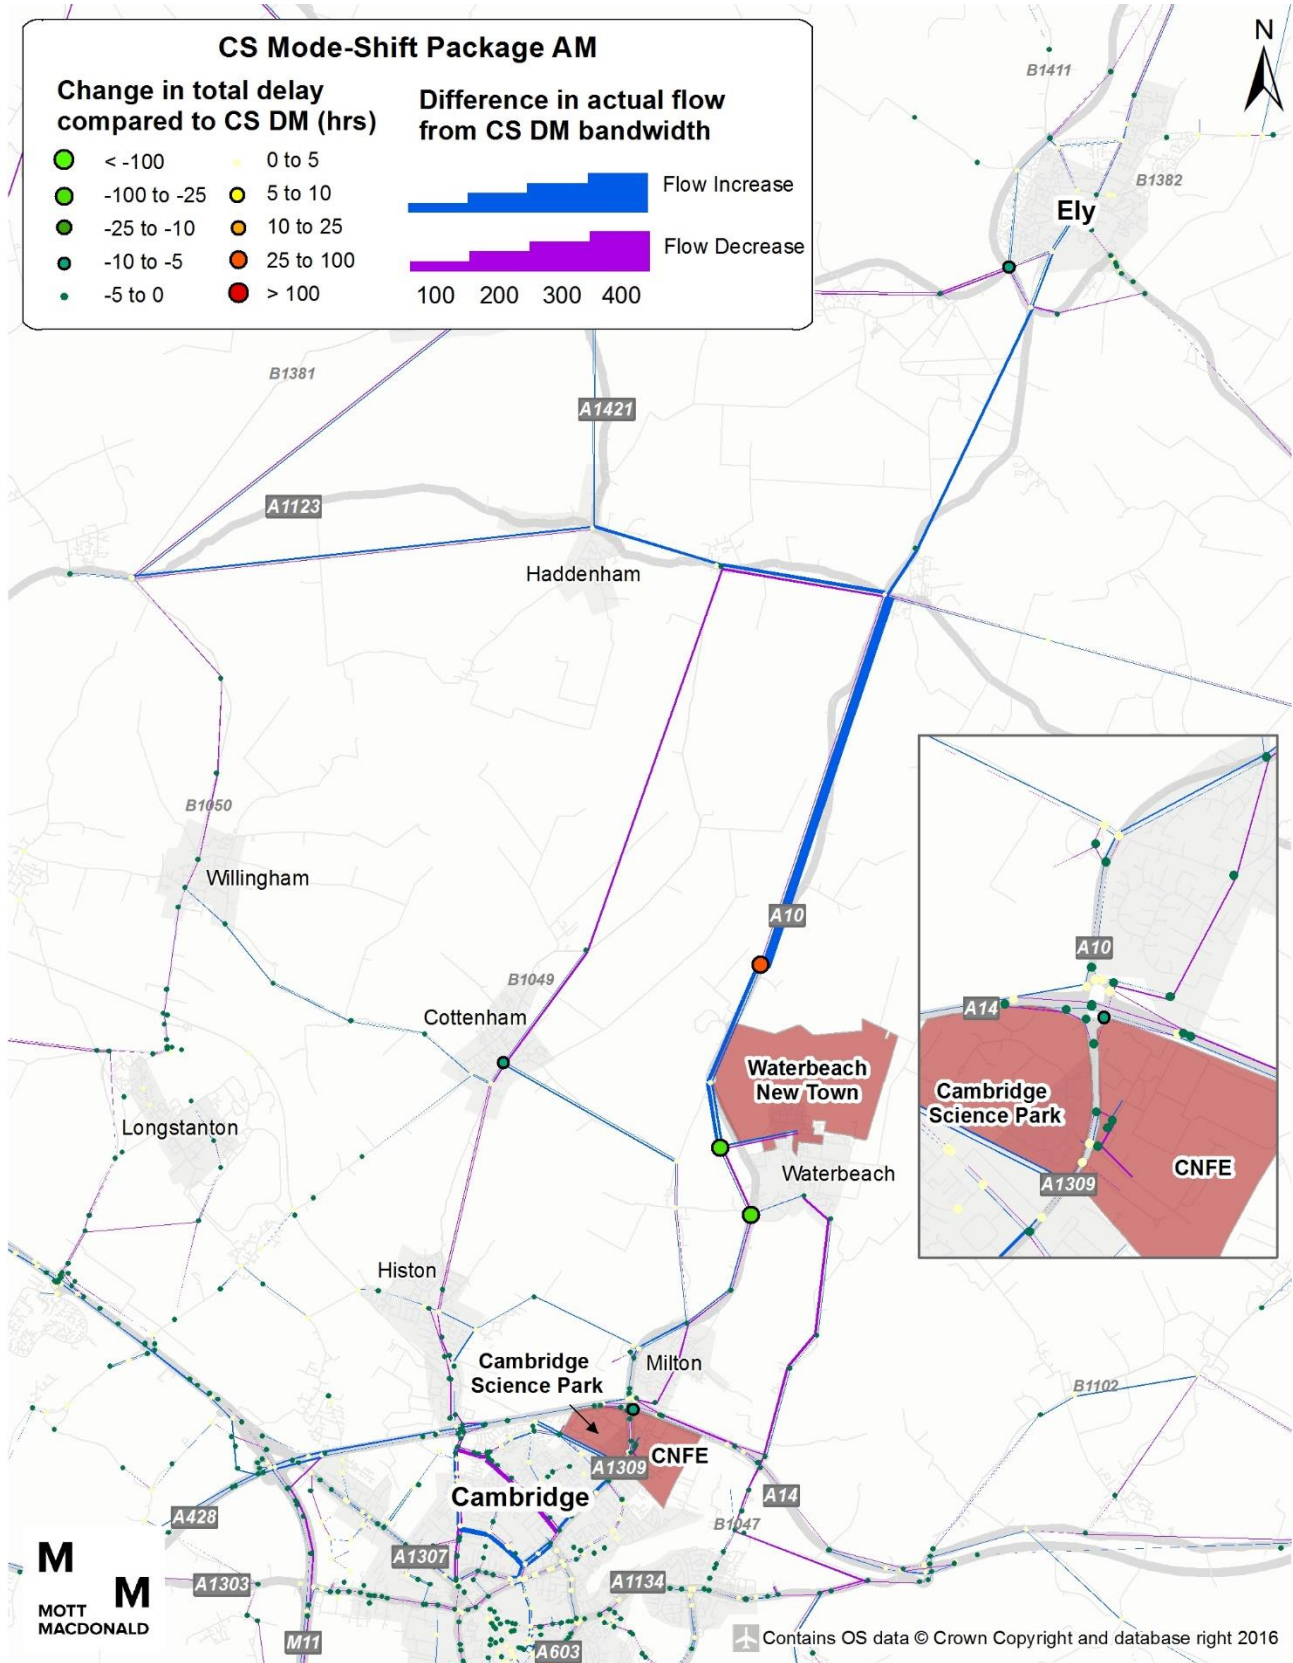 CS Mode-Shift Package AM
Change in total delay
compared to CS DM (hrs)
< -100
-100 to -25
-25 to -10
-10 to -5
-5 to 0
0 to 5
5 to 10
10 to 25
25 to 100
> 100
Difference in actual flow
from CS DM bandwidth
Flow Increase
Flow Decrease
100 200 300 400
N
B1411
B1382
Ely
B1381
A1421
A1123
Haddenham
B1050
Willingham
A10
B1049
Cottenham
Waterbeach
New Town
Longstanton
Waterbeach
A10
A14
Cambridge
Science Park
CNFE
A1309
Histon
Cambridge
Science Park
Milton
B1102
CNFE
A1309
Cambridge
A14
A428
B1047
A1307
A1303
A1134
M11
A603
M
M
MOTT
MACDONALD
Contains OS data © Crown Copyright and database right 2016